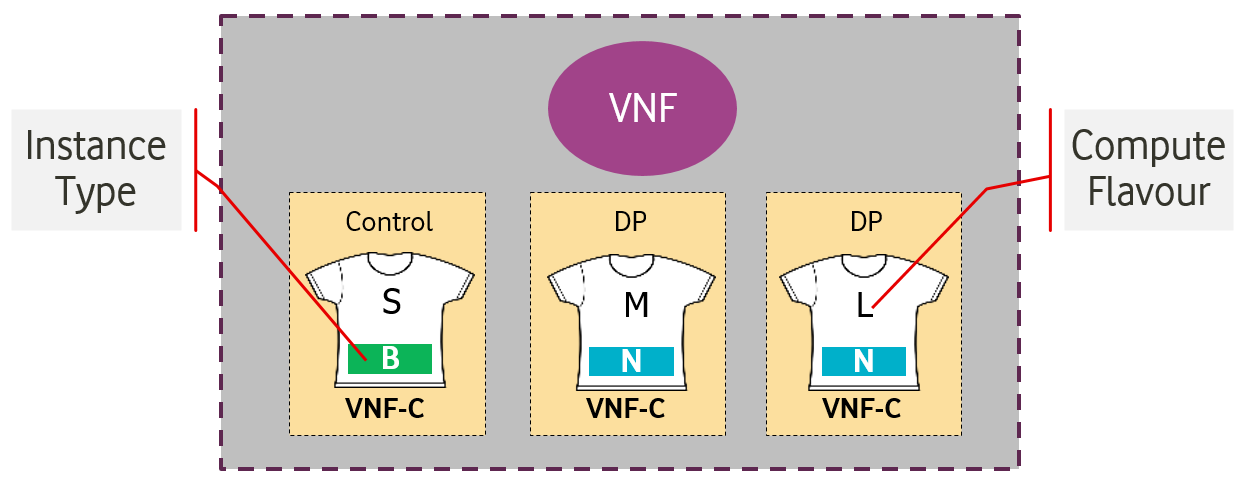 VNF
Instance
Type
Compute
Flavour
Control
DP
DP
S
M
L
B
N
N
VNF-C
VNF-C
VNF-C